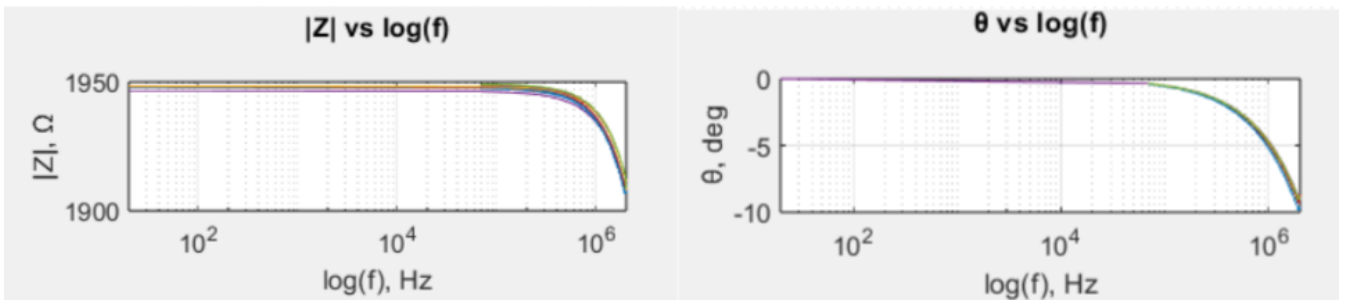 |Z| vs log(f)
1950
1900
|Z|, Ω
10²
10⁴
10⁶
log(f), Hz
θ vs log(f)
0
-5
-10
θ, deg
10²
10⁴
10⁶
log(f), Hz